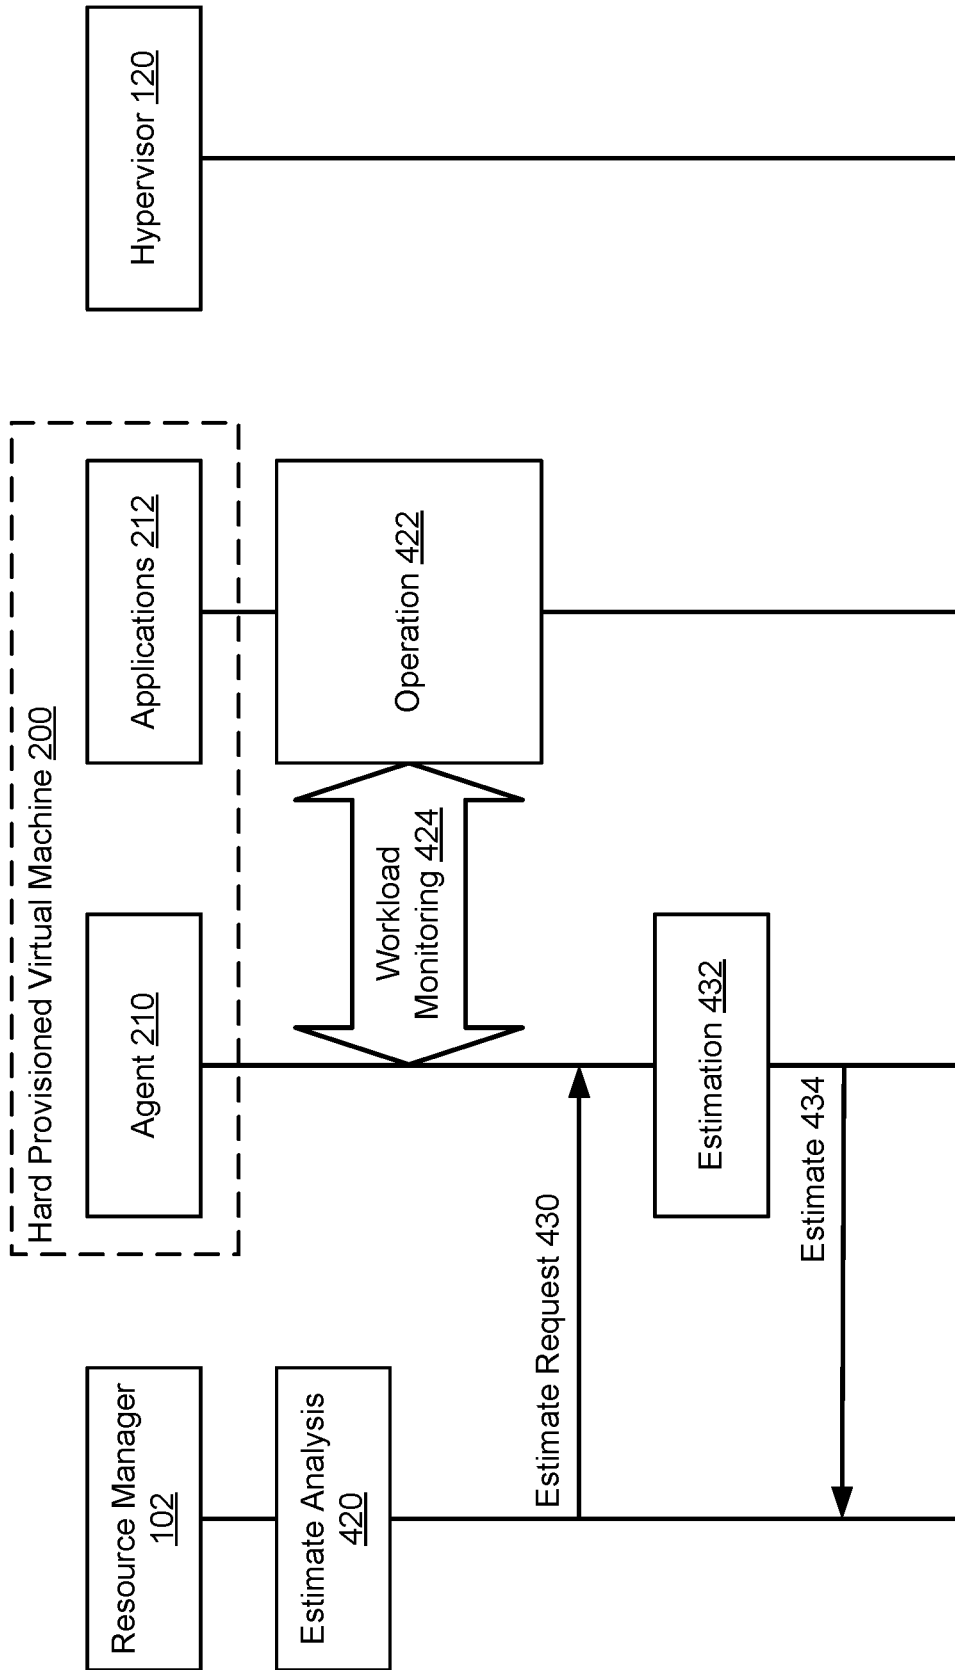 Hard Provisioned Virtual Machine 200
Resource Manager
102
Agent 210
Applications 212
Hypervisor 120
Estimate Analysis
420
Workload
Monitoring 424
Operation 422
Estimate Request 430
Estimation 432
Estimate 434